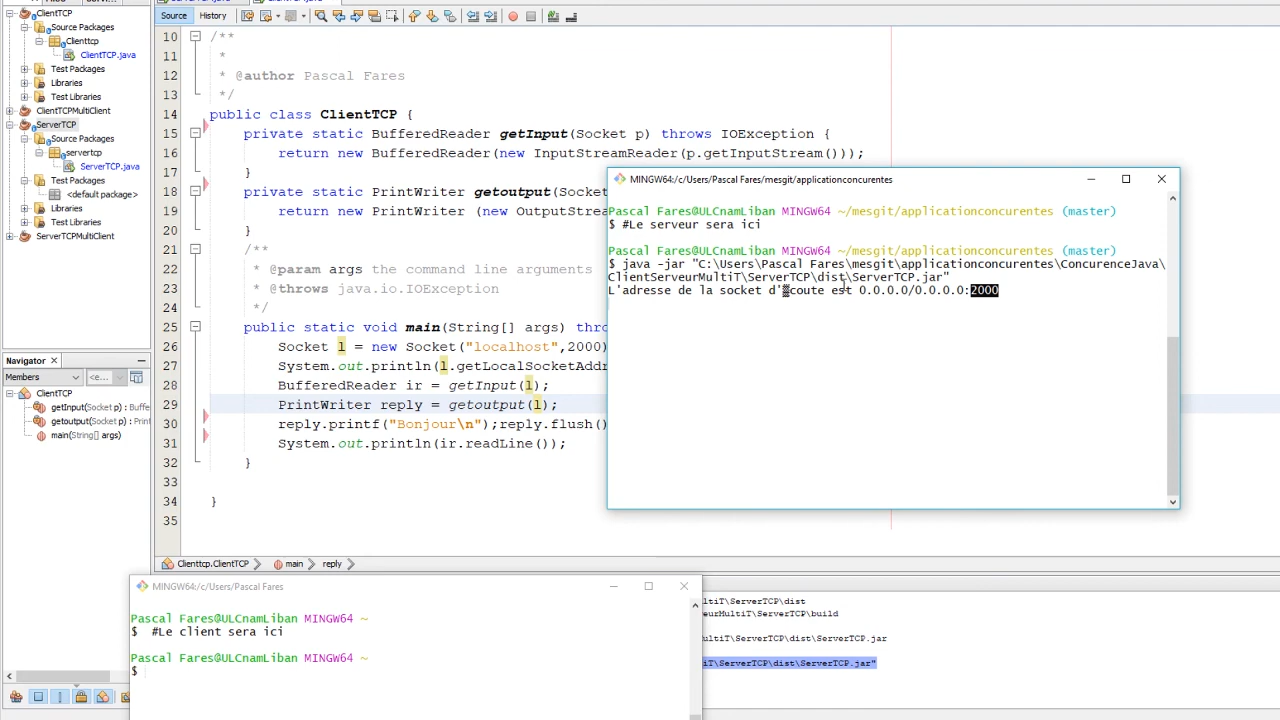 ClientTCP
Source Packages
Clienttcp
ClientTCP.java
Test Packages
Libraries
Test Libraries
ClientTCPMultiClient
ServerTCP
Source Packages
servertcp
ServerTCP.java
Test Packages
<default package>
Libraries
Test Libraries
ServerTCPMultiClient
Navigator
Members
<e...
ClientTCP
getInput(Socket p) : Buffe
getoutput(Socket p) : Print
main(String[] args)
Source
History
10 /**
11 *
12 * @author Pascal Fares
13 */
14 public class ClientTCP {
15 private static BufferedReader getInput(Socket p) throws IOException {
16 return new BufferedReader(new InputStreamReader(p.getInputStream()));
17 }
18 private static PrintWriter getoutput(Socket
19 return new PrintWriter (new OutputStrea
20 }
21 /**
22 * @param args the command line arguments
23 * @throws java.io.IOException
24 */
25 public static void main(String[] args) thro
26 Socket l = new Socket("localhost",2000)
27 System.out.println(l.getLocalSocketAddr
28 BufferedReader ir = getInput(l);
29 PrintWriter reply = getoutput(l);
30 reply.printf("Bonjour\n");reply.flush()
31 System.out.println(ir.readLine());
32 }
33
34 }
35
Clienttcp.ClientTCP
main
reply
MINGW64:/c/Users/Pascal Fares/mesgit/applicationconcurentes
Pascal Fares@ULCnamLiban MINGW64 ~/mesgit/applicationconcurentes (master)
$ #Le serveur sera ici
Pascal Fares@ULCnamLiban MINGW64 ~/mesgit/applicationconcurentes (master)
$ java -jar "C:\Users\Pascal Fares\mesgit\applicationconcurentes\ConcurenceJava\
ClientServeurMultiT\ServerTCP\dist\ServerTCP.jar"
L'adresse de la socket d'▒coute est 0.0.0.0/0.0.0.0:2000
MINGW64:/c/Users/Pascal Fares
Pascal Fares@ULCnamLiban MINGW64 ~
$ #Le client sera ici
Pascal Fares@ULCnamLiban MINGW64 ~
$
ultiT\ServerTCP\dist
eurMultiT\ServerTCP\build
MultiT\ServerTCP\dist\ServerTCP.jar
iT\ServerTCP\dist\ServerTCP.jar"